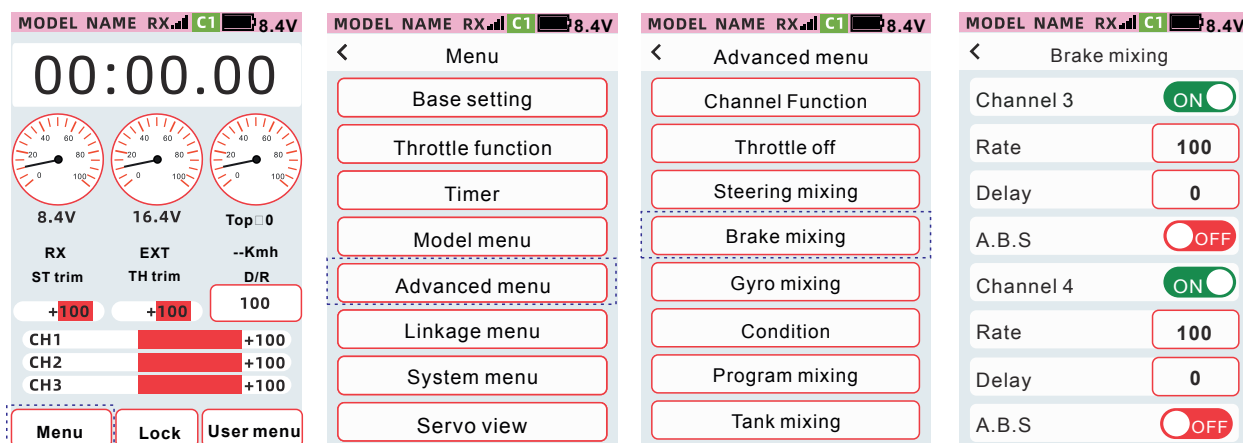 MODEL NAME RX C1 8.4V
00:00.00
40 60
20 80
0 100
40 60
20 80
0 100
40 60
20 80
0 100
8.4V 16.4V Top□0
RX EXT --Kmh
ST trim TH trim D/R
+100 +100 100
CH1 +100
CH2 +100
CH3 +100
Menu Lock User menu
MODEL NAME RX C1 8.4V
< Menu
Base setting
Throttle function
Timer
Model menu
Advanced menu
Linkage menu
System menu
Servo view
MODEL NAME RX C1 8.4V
< Advanced menu
Channel Function
Throttle off
Steering mixing
Brake mixing
Gyro mixing
Condition
Program mixing
Tank mixing
MODEL NAME RX C1 8.4V
< Brake mixing
Channel 3 ON
Rate 100
Delay 0
A.B.S OFF
Channel 4 ON
Rate 100
Delay 0
A.B.S OFF